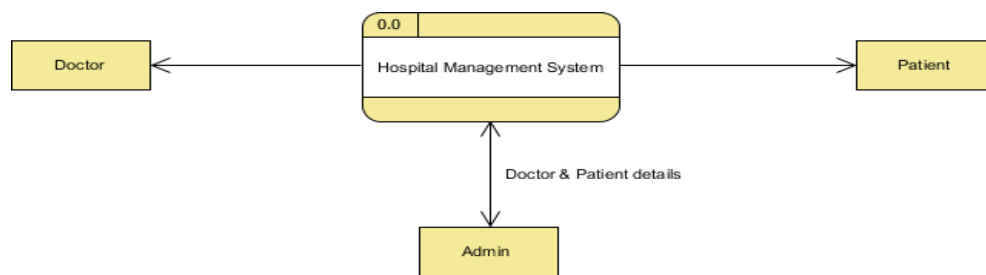 0.0
Doctor
Hospital Management System
Patient
Doctor & Patient details
Admin